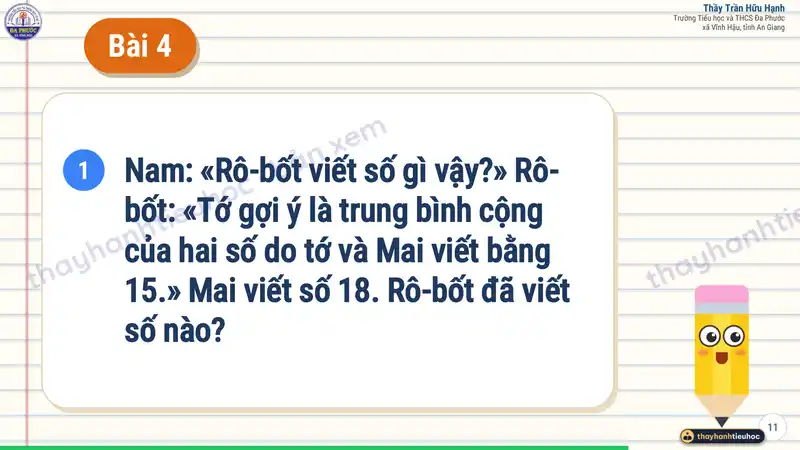 ĐA PHƯỚC
Thầy Trần Hữu Hạnh
Trường Tiểu học và THCS Đa Phước
xã Vĩnh Hậu, tỉnh An Giang
Bài 4
1
Nam: «Rô-bốt viết số gì vậy?» Rô-
bốt: «Tớ gợi ý là trung bình cộng
của hai số do tớ và Mai viết bằng
15.» Mai viết số 18. Rô-bốt đã viết
số nào?
thayhanhtieuhoc
11